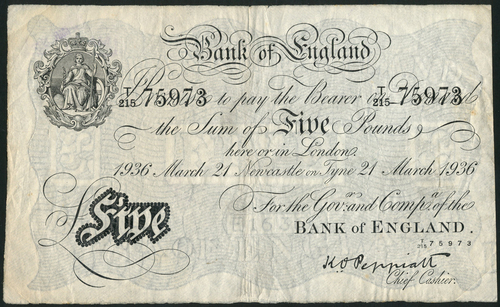 Bank of England
T/215 75973 T/215 75973
Promise to pay the Bearer on Demand
the Sum of Five Pounds
here or in London.
1936 March 21 Newcastle on Tyne 21 March 1936
For the Govr. and Compa. of the
BANK OF ENGLAND.
T/215 75973
£Five
K.O Peppiatt
Chief Cashier.